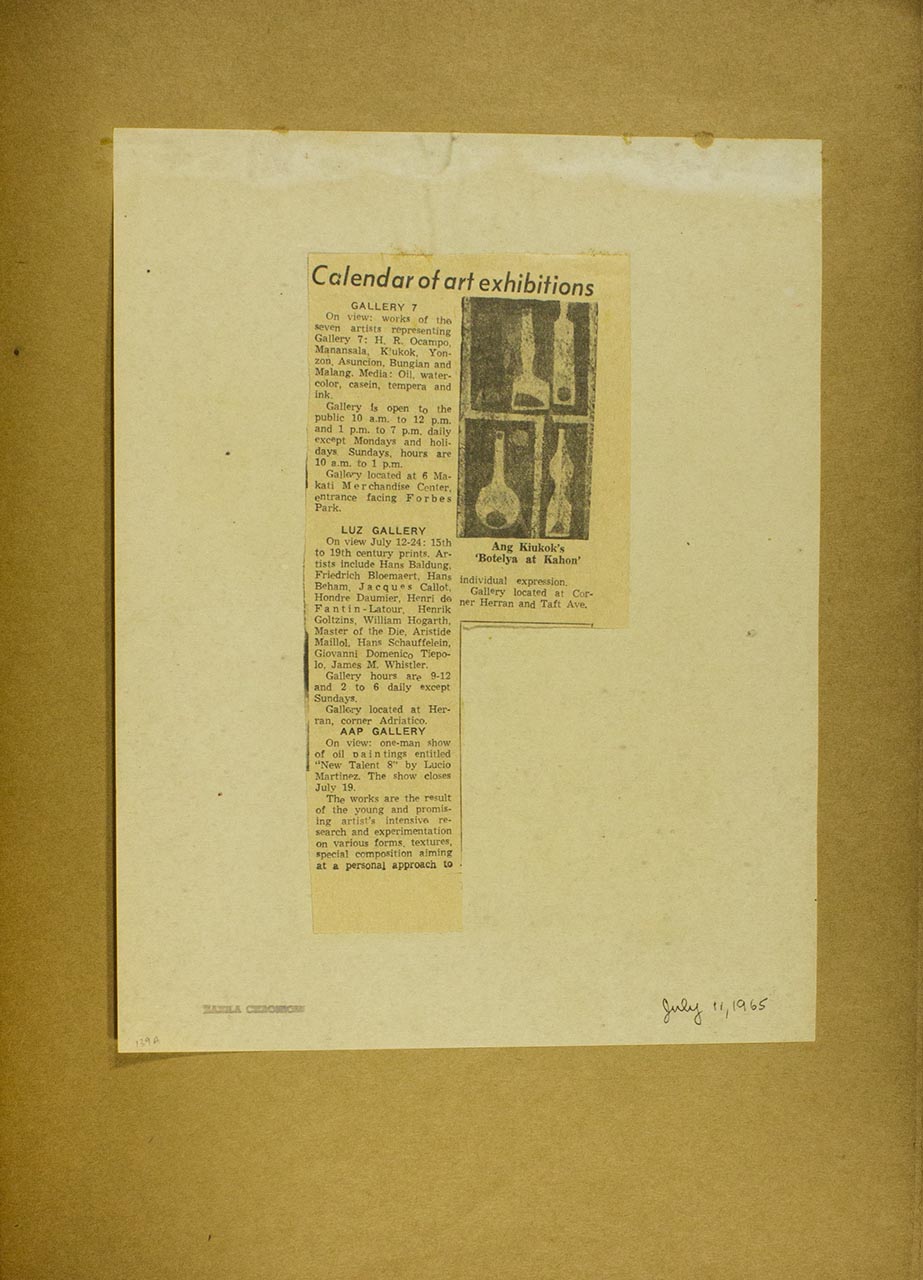 Calendar of art exhibitions
GALLERY 7
On view: works of the
seven artists representing
Gallery 7: H. R. Ocampo,
Manansala, K'ukok, Yon-
zon, Asuncion, Bungian and
Malang. Media: Oil, water-
color, casein, tempera and
ink.
Gallery is open to the
public 10 a.m. to 12 p.m.
and 1 p.m. to 7 p.m. daily
except Mondays and holi-
days. Sundays, hours are
10 a.m. to 1 p.m.
Gallery located at 6 Ma-
kati Merchandise Center,
entrance facing Forbes
Park.
LUZ GALLERY
On view July 12-24: 15th
to 19th century prints. Ar-
tists include Hans Baldung,
Friedrich Bloemaert, Hans
Beham, Jacques Callot,
Hondre Daumier, Henri de
Fantin-Latour, Henrik
Goltzins, William Hogarth,
Master of the Die, Aristide
Maillol, Hans Schauffelein,
Giovanni Domenico Tiepo-
lo, James M. Whistler.
Gallery hours are 9-12
and 2 to 6 daily except
Sundays.
Gallery located at Her-
ran, corner Adriatico.
AAP GALLERY
On view: one-man show
of oil paintings entitled
"New Talent 8" by Lucio
Martinez. The show closes
July 19.
The works are the result
of the young and promis-
ing artist's intensive re-
search and experimentation
on various forms, textures,
special composition aiming
at a personal approach to
Ang Kiukok's
'Botelya at Kahon'
individual expression.
Gallery located at Cor-
ner Herran and Taft Ave.
MANILA CHRONICLE
July 11, 1965
139A